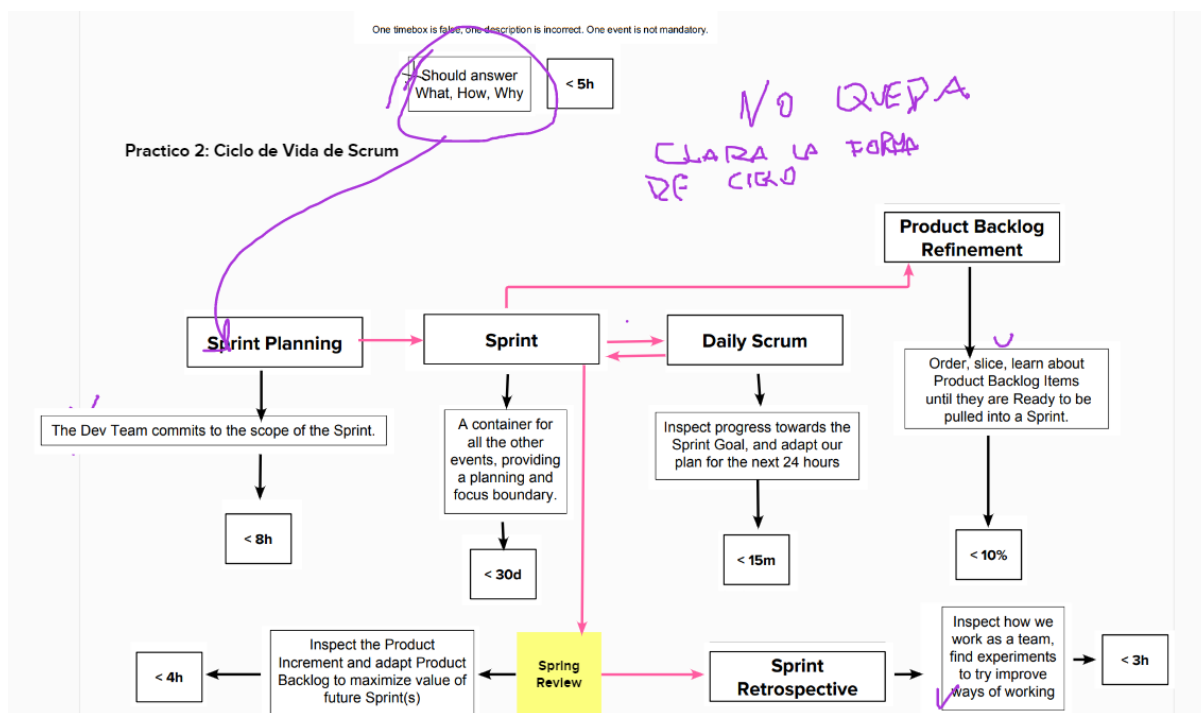 One timebox is false, one description is incorrect. One event is not mandatory.
Should answer
What, How, Why
< 5h
NO QUEDA
CLARA LA FORMA
DE CICLO
Practico 2: Ciclo de Vida de Scrum
Product Backlog
Refinement
Sprint Planning
Sprint
Daily Scrum
The Dev Team commits to the scope of the Sprint.
A container for
all the other
events, providing
a planning and
focus boundary.
Inspect progress towards the
Sprint Goal, and adapt our
plan for the next 24 hours
Order, slice, learn about
Product Backlog Items
until they are Ready to be
pulled into a Sprint.
< 8h
< 30d
< 15m
< 10%
< 4h
Inspect the Product
Increment and adapt Product
Backlog to maximize value of
future Sprint(s)
Spring
Review
Sprint
Retrospective
Inspect how we
work as a team,
find experiments
to try improve
ways of working
< 3h